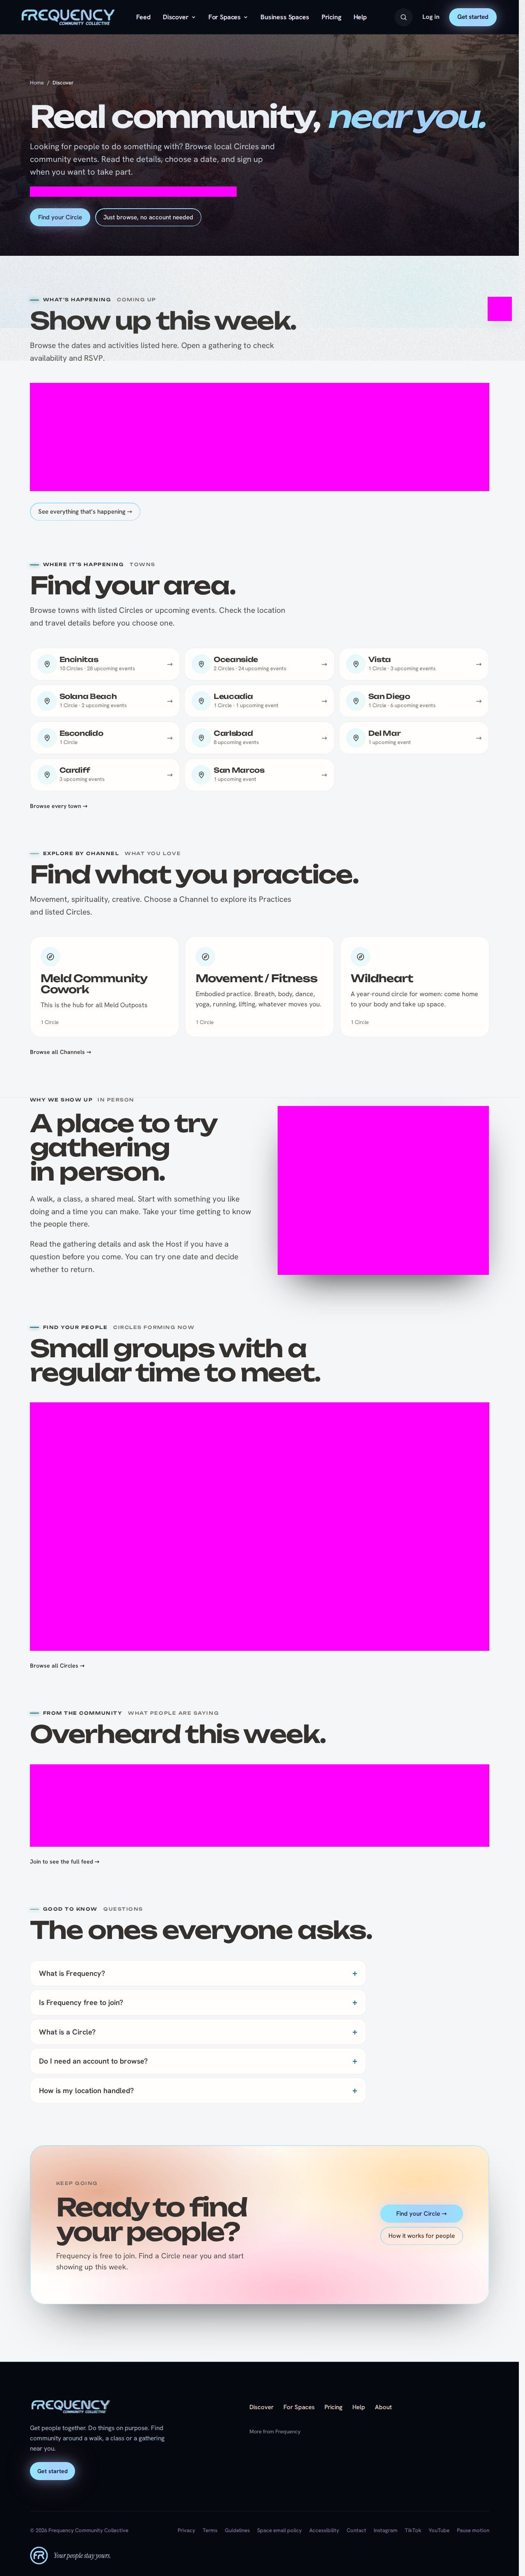 FREQUENCY
COMMUNITY COLLECTIVE
Feed Discover For Spaces Business Spaces Pricing Help Log in Get started
Home / Discover
Real community, near you.
Looking for people to do something with? Browse local Circles and
community events. Read the details, choose a date, and sign up
when you want to take part.
Find your Circle Just browse, no account needed
WHAT'S HAPPENING COMING UP
Show up this week.
Browse the dates and activities listed here. Open a gathering to check
availability and RSVP.
See everything that's happening →
WHERE IT'S HAPPENING TOWNS
Find your area.
Browse towns with listed Circles or upcoming events. Check the location
and travel details before you choose one.
Encinitas
10 Circles · 28 upcoming events →
Oceanside
2 Circles · 24 upcoming events →
Vista
1 Circle · 3 upcoming events →
Solana Beach
1 Circle · 2 upcoming events →
Leucadia
1 Circle · 1 upcoming event →
San Diego
1 Circle · 6 upcoming events →
Escondido
1 Circle →
Carlsbad
8 upcoming events →
Del Mar
1 upcoming event →
Cardiff
3 upcoming events →
San Marcos
1 upcoming event →
Browse every town →
EXPLORE BY CHANNEL WHAT YOU LOVE
Find what you practice.
Movement, spirituality, creative. Choose a Channel to explore its Practices
and listed Circles.
Meld Community
Cowork
This is the hub for all Meld Outposts
1 Circle
Movement / Fitness
Embodied practice. Breath, body, dance,
yoga, running, lifting, whatever moves you.
1 Circle
Wildheart
A year-round circle for women: come home
to your body and take up space.
1 Circle
Browse all Channels →
WHY WE SHOW UP IN PERSON
A place to try
gathering
in person.
A walk, a class, a shared meal. Start with something you like
doing and a time you can make. Take your time getting to know
the people there.
Read the gathering details and ask the Host if you have a
question before you come. You can try one date and decide
whether to return.
FIND YOUR PEOPLE CIRCLES FORMING NOW
Small groups with a
regular time to meet.
Browse all Circles →
FROM THE COMMUNITY WHAT PEOPLE ARE SAYING
Overheard this week.
Join to see the full feed →
GOOD TO KNOW QUESTIONS
The ones everyone asks.
What is Frequency? +
Is Frequency free to join? +
What is a Circle? +
Do I need an account to browse? +
How is my location handled? +
KEEP GOING
Ready to find
your people?
Frequency is free to join. Find a Circle near you and start
showing up this week.
Find your Circle →
How it works for people
FREQUENCY
COMMUNITY COLLECTIVE
Get people together. Do things on purpose. Find
community around a walk, a class or a gathering
near you.
Get started
Discover For Spaces Pricing Help About
More from Frequency
© 2026 Frequency Community Collective
Privacy Terms Guidelines Space email policy Accessibility Contact Instagram TikTok YouTube Pause motion
FR
Your people stay yours.